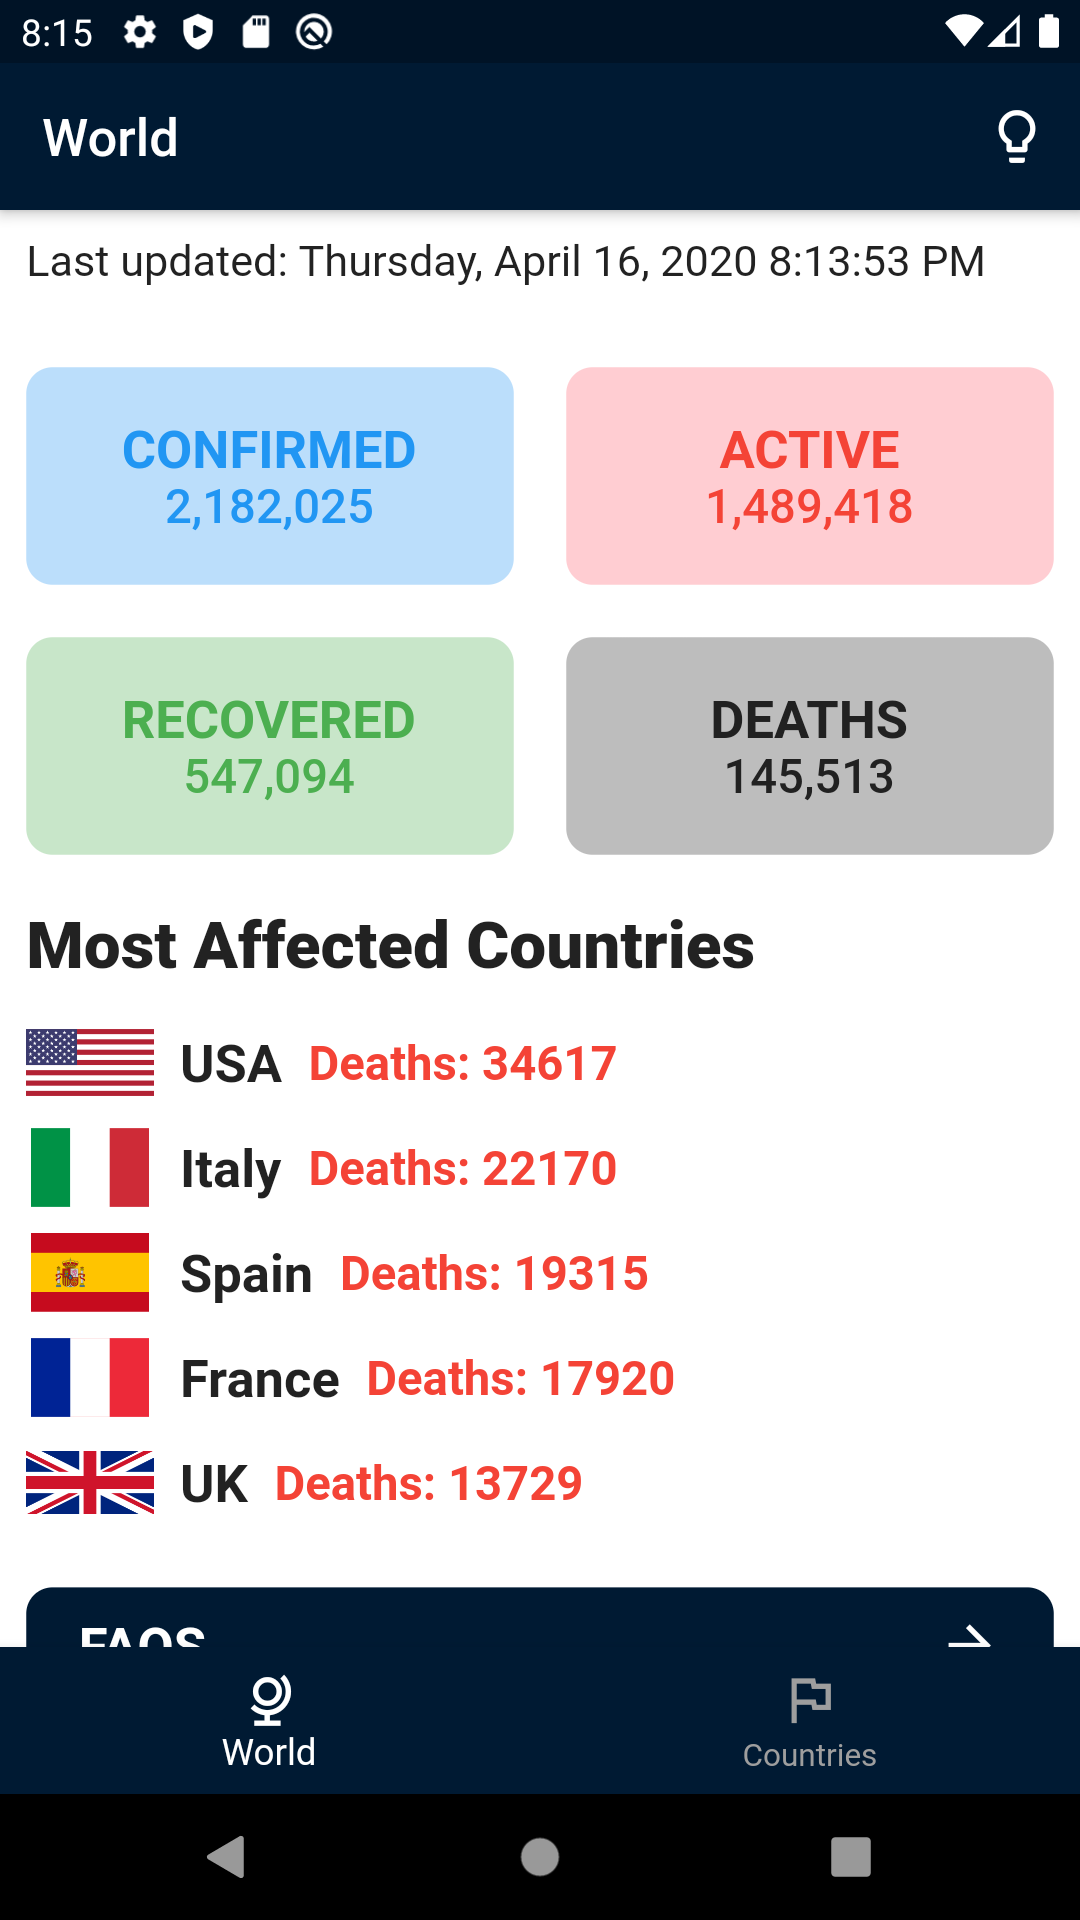 8:15
World
Last updated: Thursday, April 16, 2020 8:13:53 PM
CONFIRMED
2,182,025
ACTIVE
1,489,418
RECOVERED
547,094
DEATHS
145,513
Most Affected Countries
USA Deaths: 34617
Italy Deaths: 22170
Spain Deaths: 19315
France Deaths: 17920
UK Deaths: 13729
FAQS
World
Countries